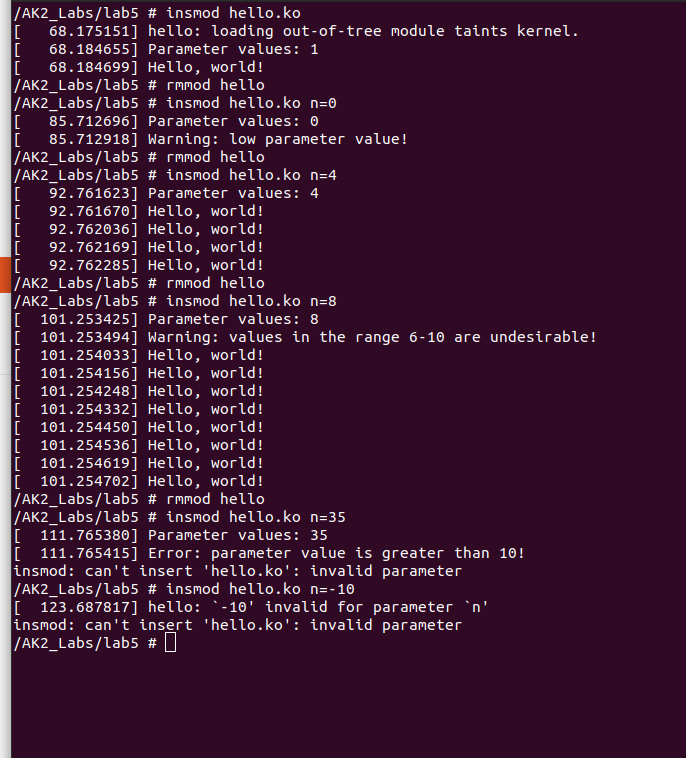 /AK2_Labs/lab5 # insmod hello.ko
[   68.175151] hello: loading out-of-tree module taints kernel.
[   68.184655] Parameter values: 1
[   68.184699] Hello, world!
/AK2_Labs/lab5 # rmmod hello
/AK2_Labs/lab5 # insmod hello.ko n=0
[   85.712696] Parameter values: 0
[   85.712918] Warning: low parameter value!
/AK2_Labs/lab5 # rmmod hello
/AK2_Labs/lab5 # insmod hello.ko n=4
[   92.761623] Parameter values: 4
[   92.761670] Hello, world!
[   92.762036] Hello, world!
[   92.762169] Hello, world!
[   92.762285] Hello, world!
/AK2_Labs/lab5 # rmmod hello
/AK2_Labs/lab5 # insmod hello.ko n=8
[  101.253425] Parameter values: 8
[  101.253494] Warning: values in the range 6-10 are undesirable!
[  101.254033] Hello, world!
[  101.254156] Hello, world!
[  101.254248] Hello, world!
[  101.254332] Hello, world!
[  101.254450] Hello, world!
[  101.254536] Hello, world!
[  101.254619] Hello, world!
[  101.254702] Hello, world!
/AK2_Labs/lab5 # rmmod hello
/AK2_Labs/lab5 # insmod hello.ko n=35
[  111.765380] Parameter values: 35
[  111.765415] Error: parameter value is greater than 10!
insmod: can't insert 'hello.ko': invalid parameter
/AK2_Labs/lab5 # insmod hello.ko n=-10
[  123.687817] hello: `-10' invalid for parameter `n'
insmod: can't insert 'hello.ko': invalid parameter
/AK2_Labs/lab5 #